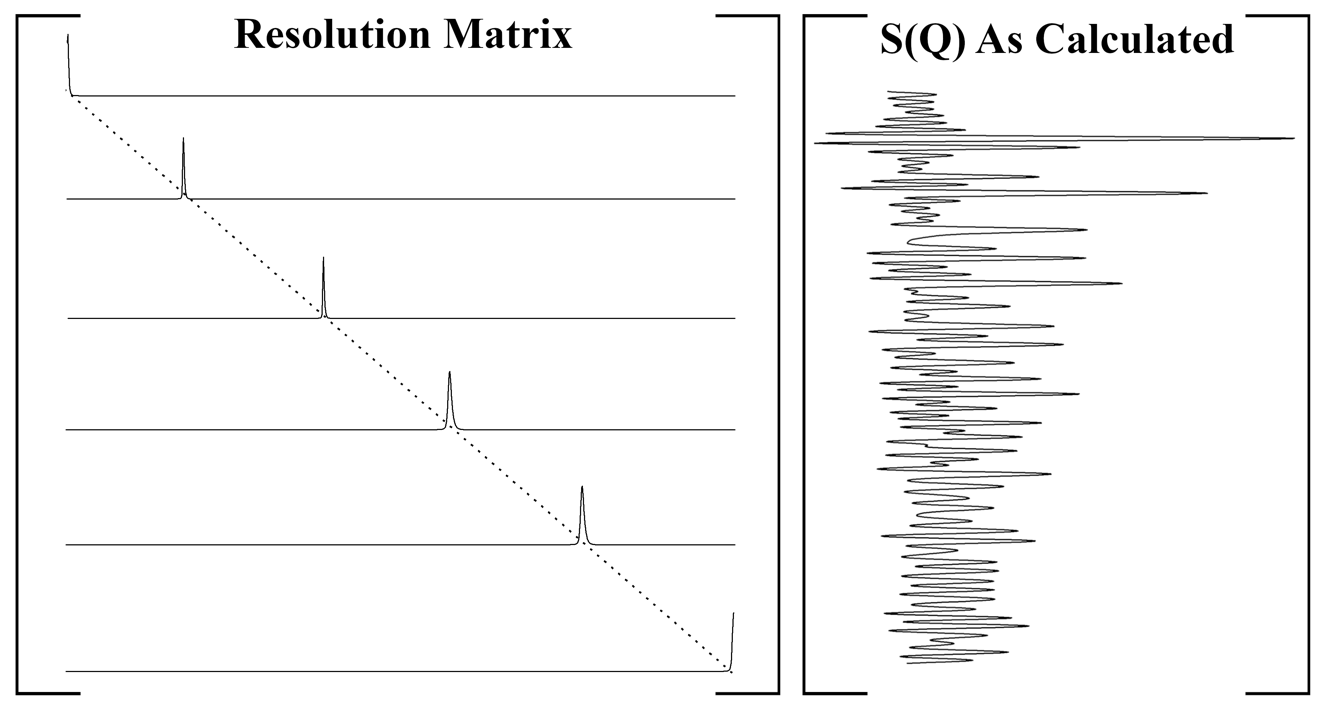 Resolution Matrix
S(Q) As Calculated